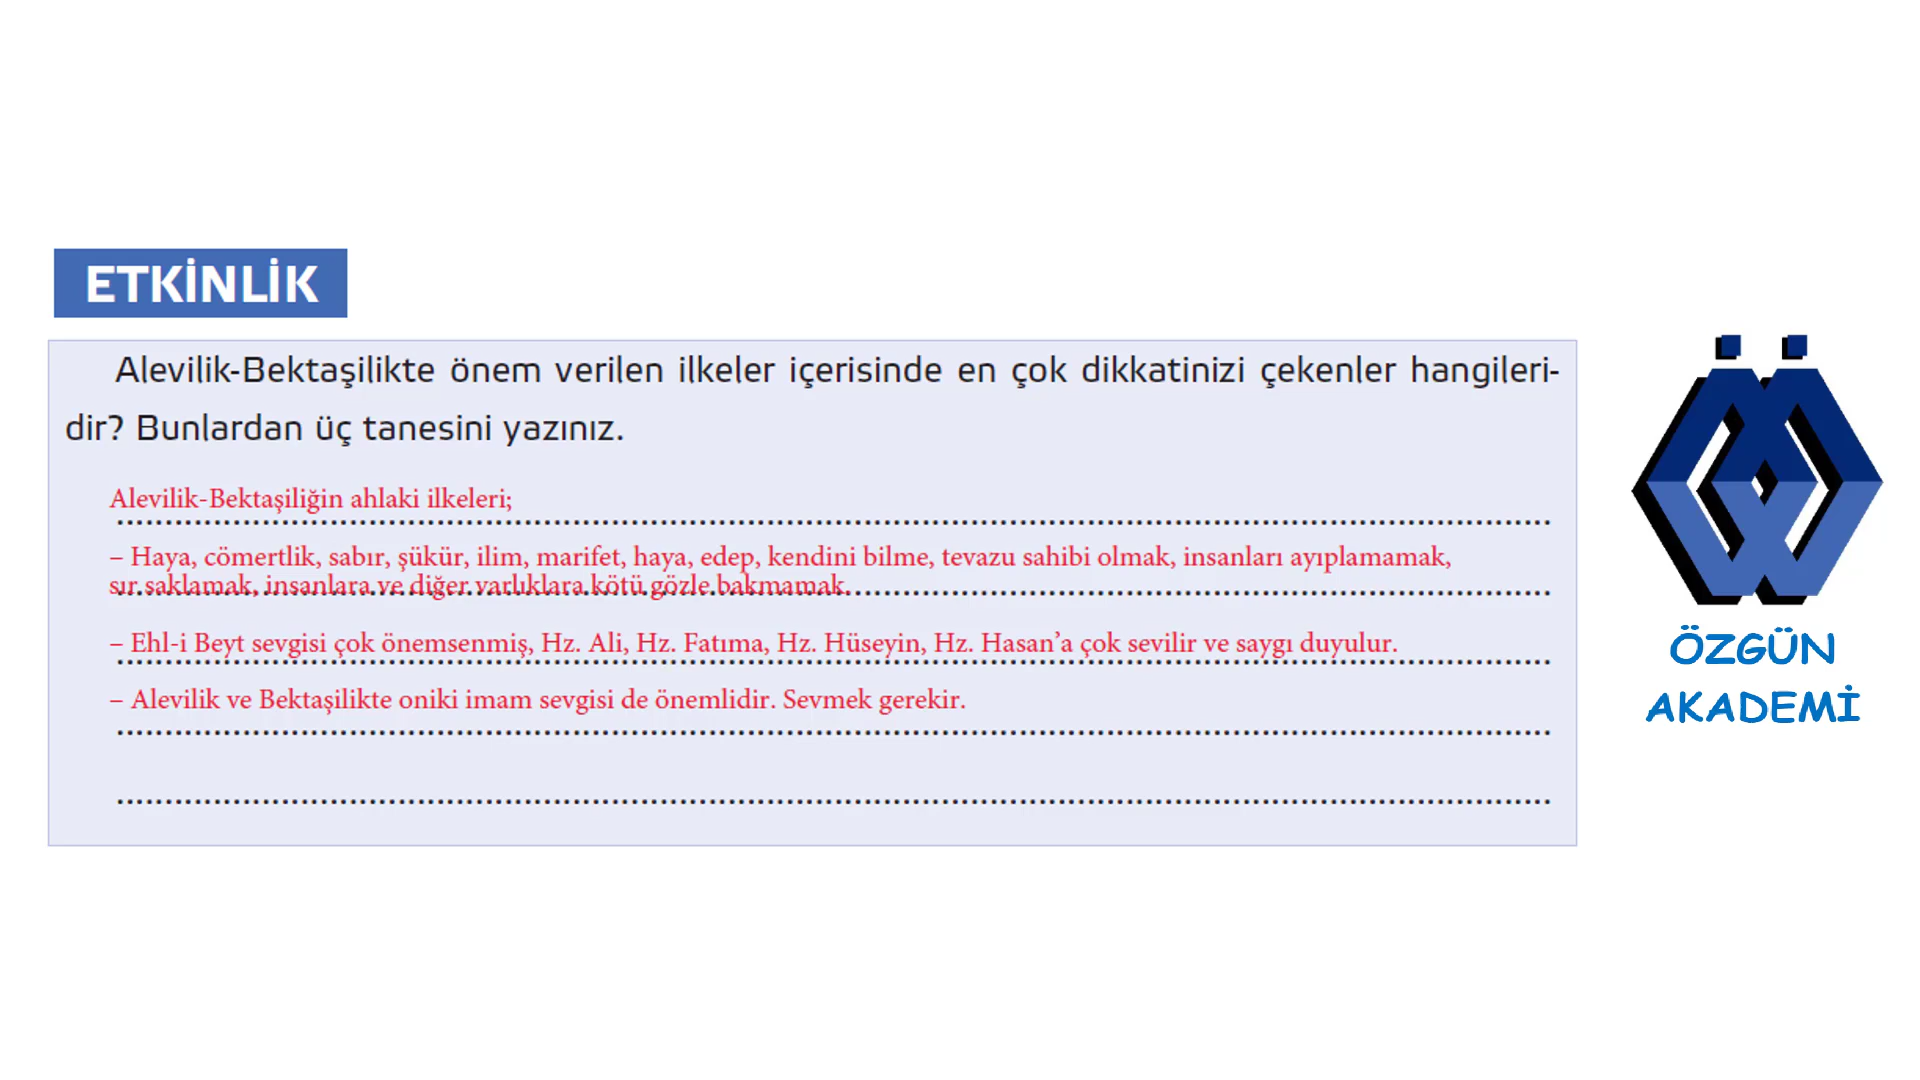 ETKİNLİK
Alevilik-Bektaşilikte önem verilen ilkeler içerisinde en çok dikkatinizi çekenler hangileri-
dir? Bunlardan üç tanesini yazınız.
Alevilik-Bektaşiliğin ahlaki ilkeleri;
– Haya, cömertlik, sabır, şükür, ilim, marifet, haya, edep, kendini bilme, tevazu sahibi olmak, insanları ayıplamamak,
sır saklamak, insanlara ve diğer varlıklara kötü gözle bakmamak.
– Ehl-i Beyt sevgisi çok önemsenmiş, Hz. Ali, Hz. Fatıma, Hz. Hüseyin, Hz. Hasan’a çok sevilir ve saygı duyulur.
– Alevilik ve Bektaşilikte oniki imam sevgisi de önemlidir. Sevmek gerekir.
ÖZGÜN
AKADEMİ